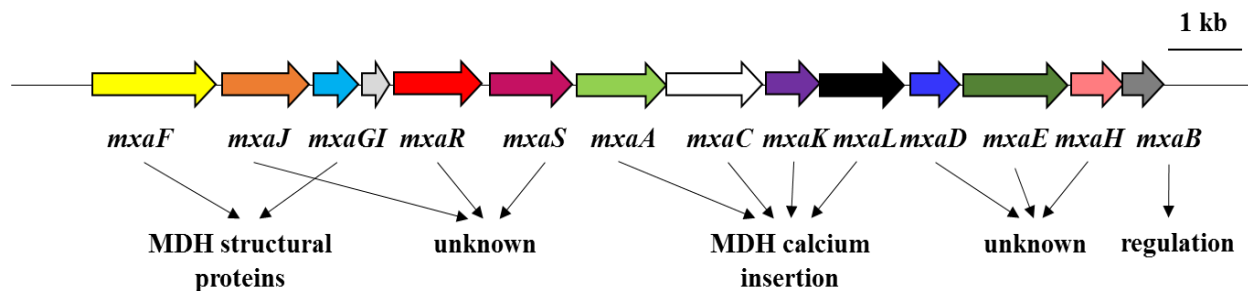 1 kb
mxaF mxaJ mxaGI mxaR mxaS mxaA mxaC mxaK mxaL mxaD mxaE mxaH mxaB
MDH structural proteins
unknown
MDH calcium insertion
unknown
regulation